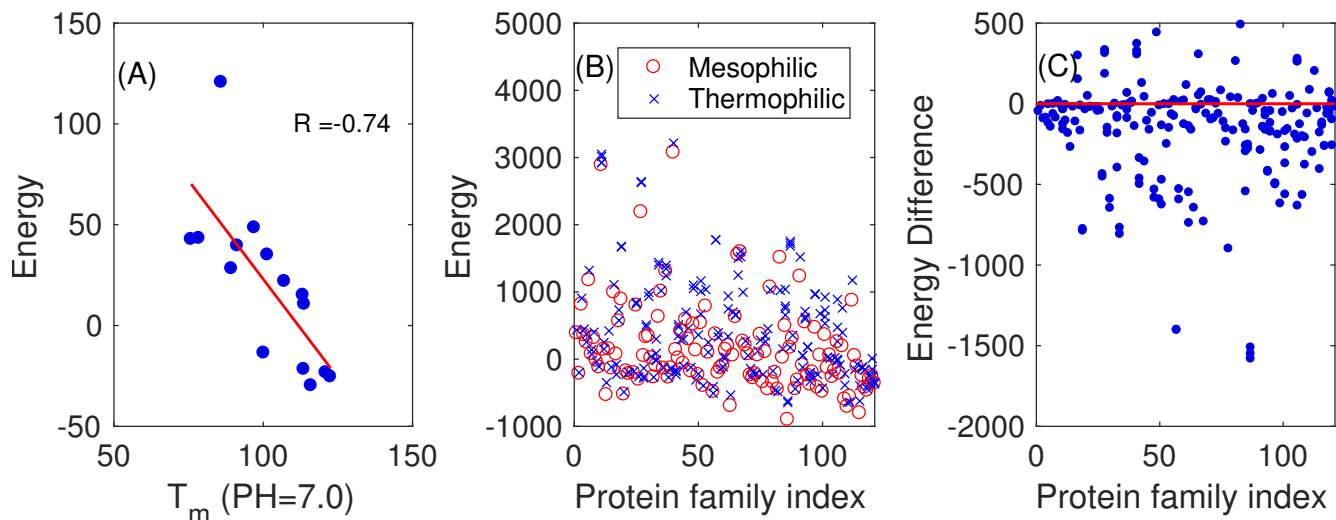 (A)
R =-0.74
Energy
150
100
50
0
-50
50
100
150
T_m (PH=7.0)
(B)
Mesophilic
Thermophilic
Energy
5000
4000
3000
2000
1000
0
-1000
0
50
100
Protein family index
(C)
Energy Difference
500
0
-500
-1000
-1500
-2000
0
50
100
Protein family index